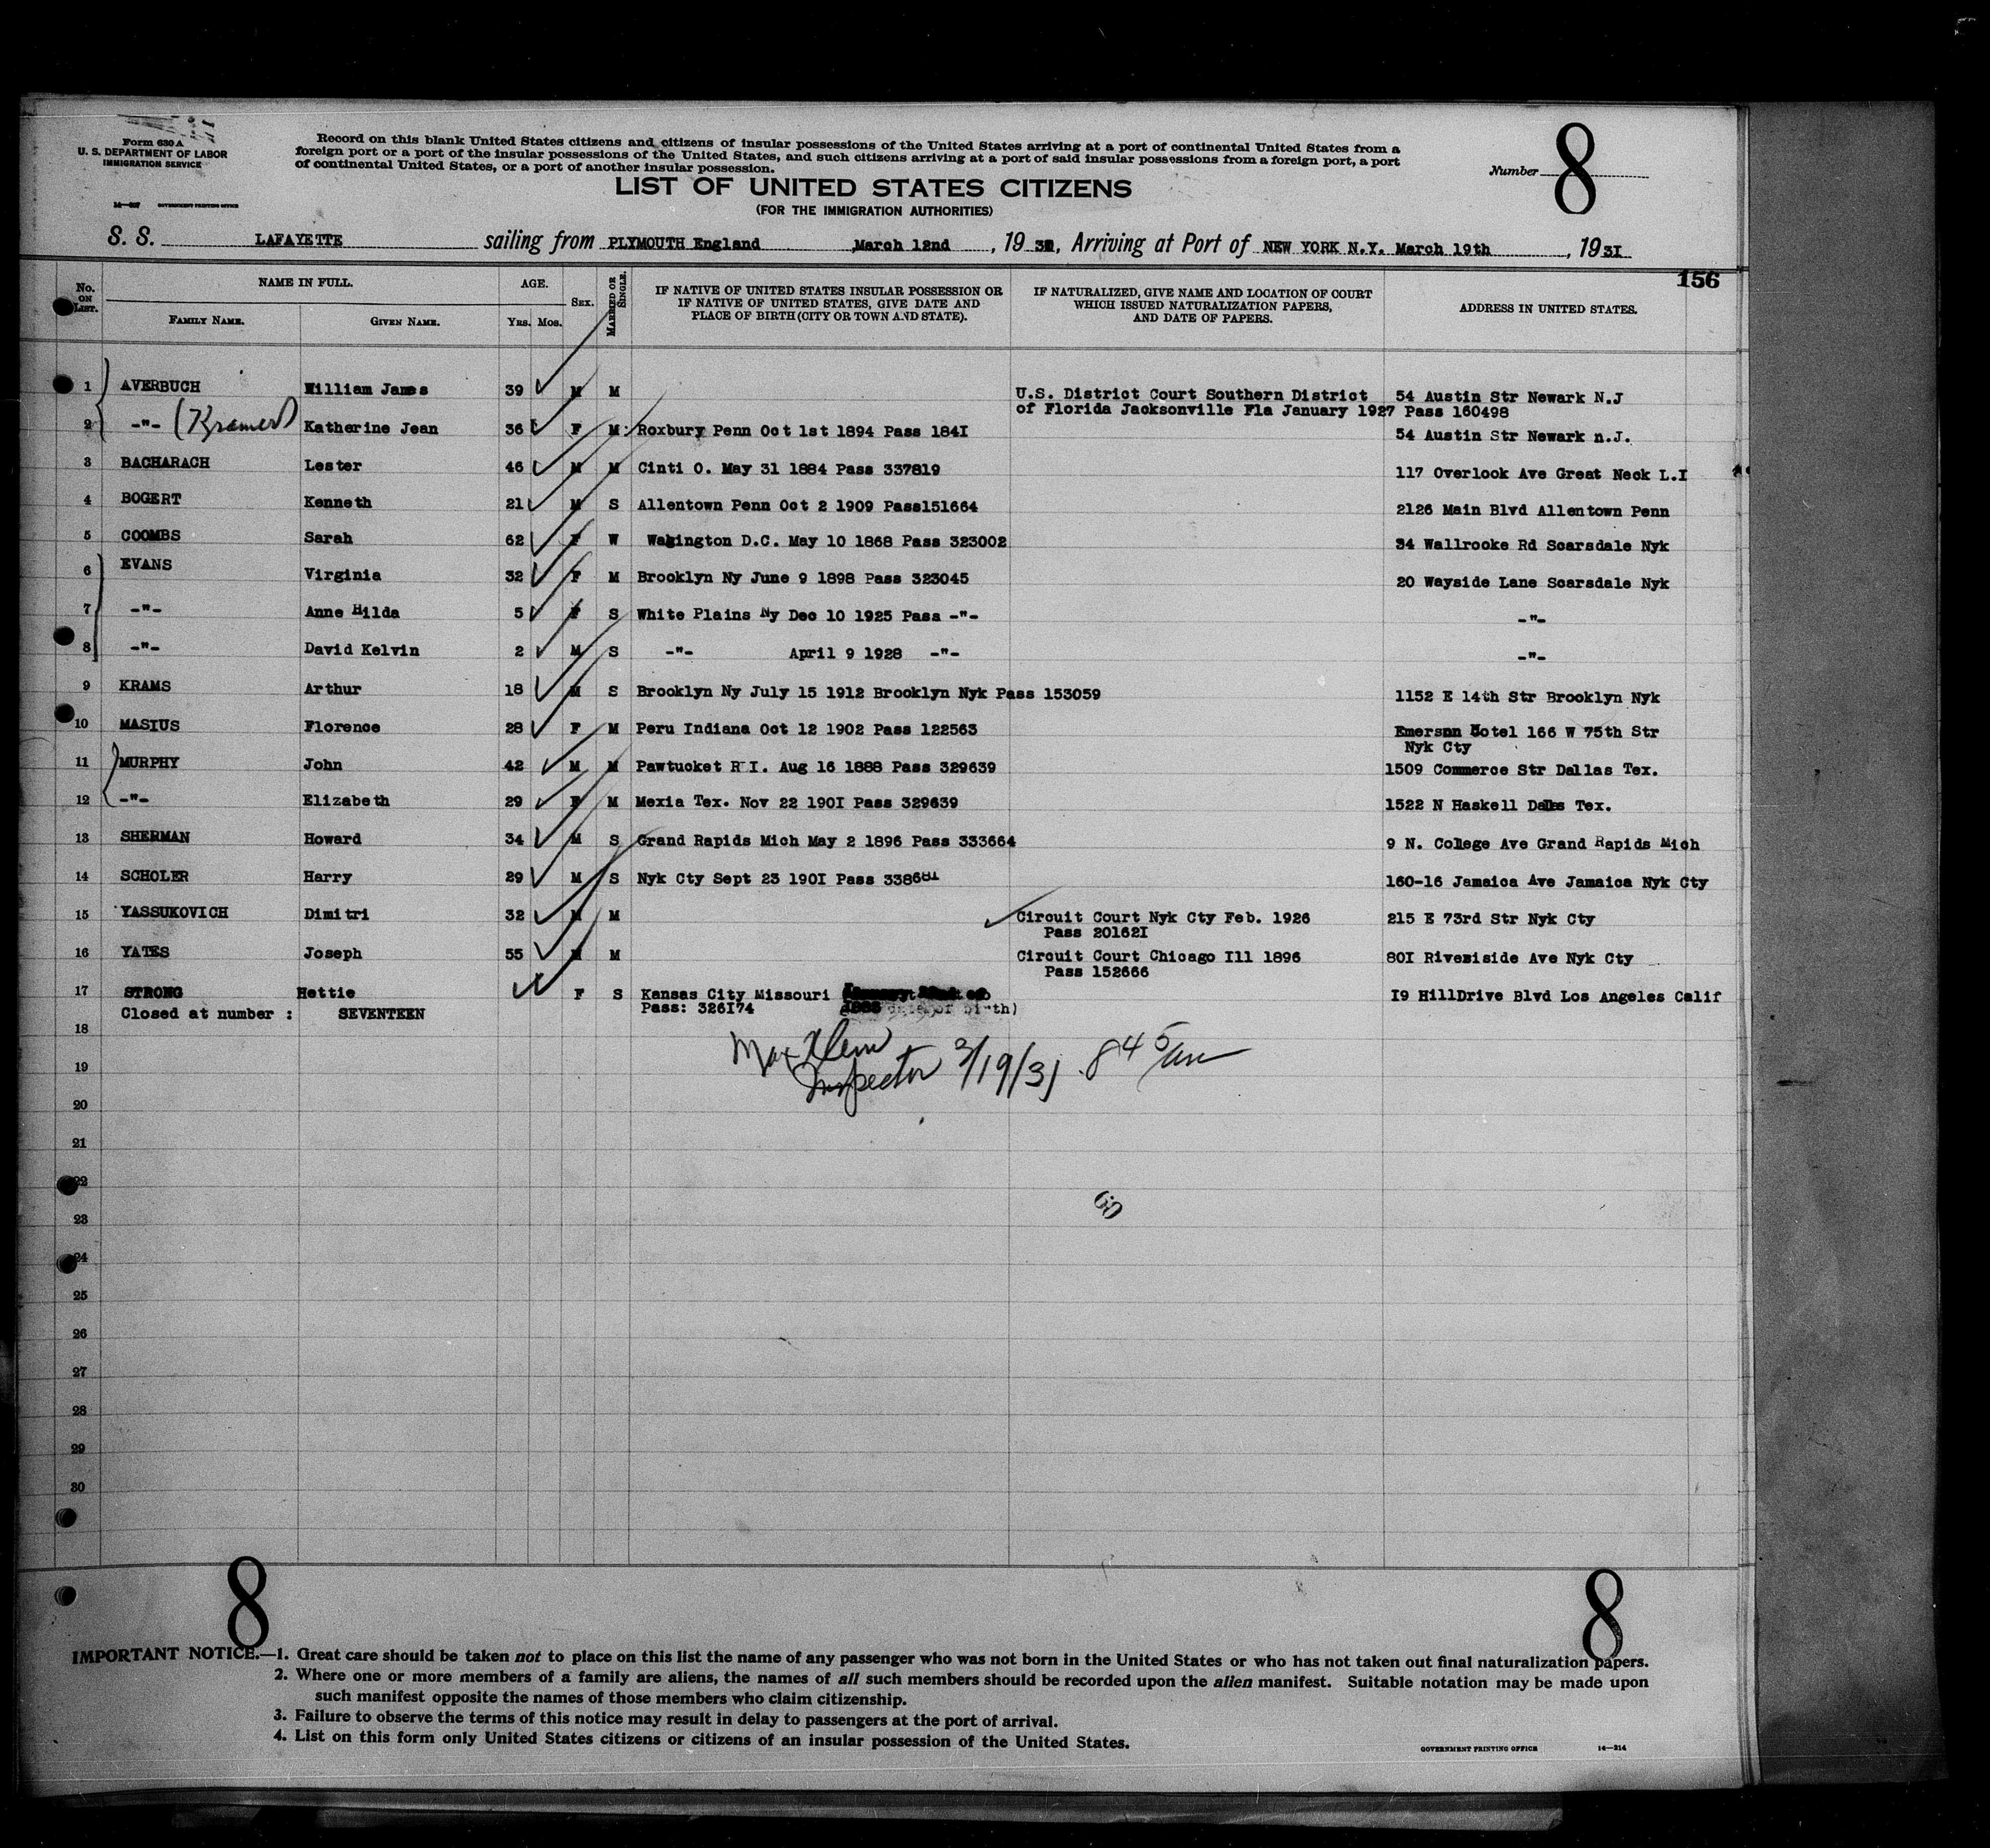 Form 630 A
U. S. DEPARTMENT OF LABOR
IMMIGRATION SERVICE
14—207 GOVERNMENT PRINTING OFFICE
Record on this blank United States citizens and citizens of insular possessions of the United States arriving at a port of continental United States from a
foreign port or a port of the insular possessions of the United States, and such citizens arriving at a port of said insular possessions from a foreign port, a port
of continental United States, or a port of another insular possession.
Number 8
LIST OF UNITED STATES CITIZENS
(FOR THE IMMIGRATION AUTHORITIES)
S. S. LAFAYETTE sailing from PLYMOUTH England March 12nd, 1931, Arriving at Port of NEW YORK N.Y. March 19th, 1931
156
No. ON LIST. NAME IN FULL. FAMILY NAME. GIVEN NAME. AGE. YRS. MOS. SEX. MARRIED OR SINGLE. IF NATIVE OF UNITED STATES INSULAR POSSESSION OR IF NATIVE OF UNITED STATES, GIVE DATE AND PLACE OF BIRTH (CITY OR TOWN AND STATE). IF NATURALIZED, GIVE NAME AND LOCATION OF COURT WHICH ISSUED NATURALIZATION PAPERS, AND DATE OF PAPERS. ADDRESS IN UNITED STATES.
1 AVERBUCH William James 39 M M U.S. District Court Southern District 54 Austin Str Newark N.J
of Florida Jacksonville Fla January 1927 Pass 160498
2 -"- (Kramer) Katherine Jean 36 F M Roxbury Penn Oct 1st 1894 Pass 184I 54 Austin Str Newark n.J.
3 BACHARACH Lester 46 M M Cinti O. May 31 1884 Pass 337819 117 Overlook Ave Great Neck L.I
4 BOGERT Kenneth 21 M S Allentown Penn Oct 2 1909 Pass151664 2126 Main Blvd Allentown Penn
5 COOMBS Sarah 62 F W Wahington D.C. May 10 1868 Pass 323002 34 Wallrooke Rd Scarsdale Nyk
6 EVANS Virginia 32 F M Brooklyn Ny June 9 1898 Pass 323045 20 Wayside Lane Scarsdale Nyk
7 -"- Anne Hilda 5 F S White Plains Ny Dec 10 1925 Pass -"- -"-
8 -"- David Kelvin 2 M S -"- April 9 1928 -"- -"-
9 KRAMS Arthur 18 M S Brooklyn Ny July 15 1912 Brooklyn Nyk Pass 153059 1152 E 14th Str Brooklyn Nyk
10 MASIUS Florence 28 F M Peru Indiana Oct 12 1902 Pass 122563 Emerson Hotel 166 W 75th Str
Nyk Cty
11 MURPHY John 42 M M Pawtucket R I. Aug 16 1888 Pass 329639 1509 Commerce Str Dallas Tex.
12 -"- Elizabeth 29 F M Mexia Tex. Nov 22 190I Pass 329639 1522 N Haskell Dallas Tex.
13 SHERMAN Howard 34 M S Grand Rapids Mich May 2 1896 Pass 333664 9 N. College Ave Grand Rapids Mich
14 SCHOLER Harry 29 M S Nyk Cty Sept 23 190I Pass 338681 160-16 Jamaica Ave Jamaica Nyk Cty
15 YASSUKOVICH Dimitri 32 M M Circuit Court Nyk Cty Feb. 1926 215 E 73rd Str Nyk Cty
Pass 20162I
16 YATES Joseph 55 M M Circuit Court Chicago Ill 1896 80I Riveriside Ave Nyk Cty
Pass 152666
17 STRONG Hettie F S Kansas City Missouri I9 HillDrive Blvd Los Angeles Calif
Pass: 326I74 date of birth)
Closed at number : SEVENTEEN
18
Inspector 3/19/31 8 45 am
19
20
21
22
23
60
24
25
26
27
28
29
30
8 8
IMPORTANT NOTICE.—1. Great care should be taken not to place on this list the name of any passenger who was not born in the United States or who has not taken out final naturalization papers.
2. Where one or more members of a family are aliens, the names of all such members should be recorded upon the alien manifest. Suitable notation may be made upon
such manifest opposite the names of those members who claim citizenship.
3. Failure to observe the terms of this notice may result in delay to passengers at the port of arrival.
4. List on this form only United States citizens or citizens of an insular possession of the United States.
GOVERNMENT PRINTING OFFICE 14—214